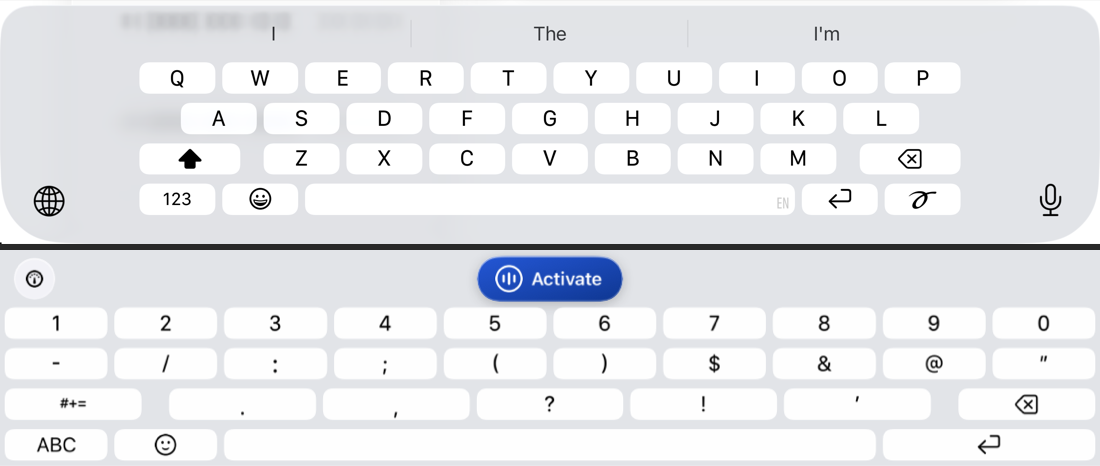 I The I'm
Q W E R T Y U I O P
A S D F G H J K L
Z X C V B N M
123 EN
Activate
1 2 3 4 5 6 7 8 9 0
- / : ; ( ) $ & @ "
#+= . , ? ! '
ABC